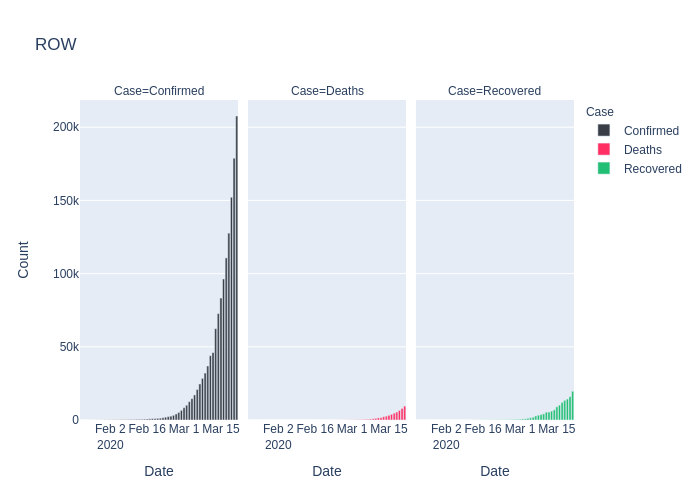 ROW
Case=Confirmed
Case=Deaths
Case=Recovered
Case
Confirmed
Deaths
Recovered
Count
200k
150k
100k
50k
0
Feb 2 Feb 16 Mar 1 Mar 15
2020
Feb 2 Feb 16 Mar 1 Mar 15
2020
Feb 2 Feb 16 Mar 1 Mar 15
2020
Date
Date
Date